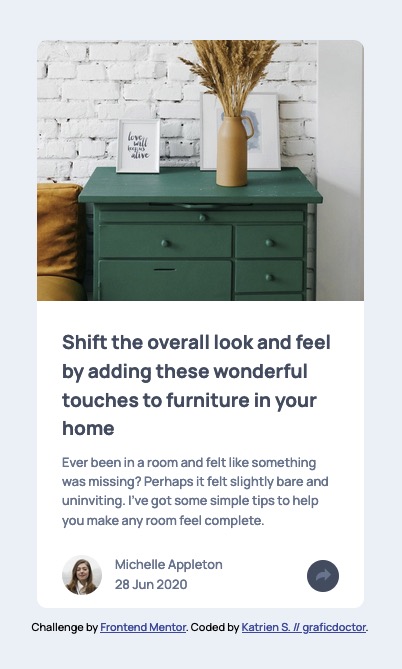 love
will
begins us
alive
Shift the overall look and feel
by adding these wonderful
touches to furniture in your
home
Ever been in a room and felt like something
was missing? Perhaps it felt slightly bare and
uninviting. I've got some simple tips to help
you make any room feel complete.
Michelle Appleton
28 Jun 2020
Challenge by Frontend Mentor. Coded by Katrien S. // graficdoctor.